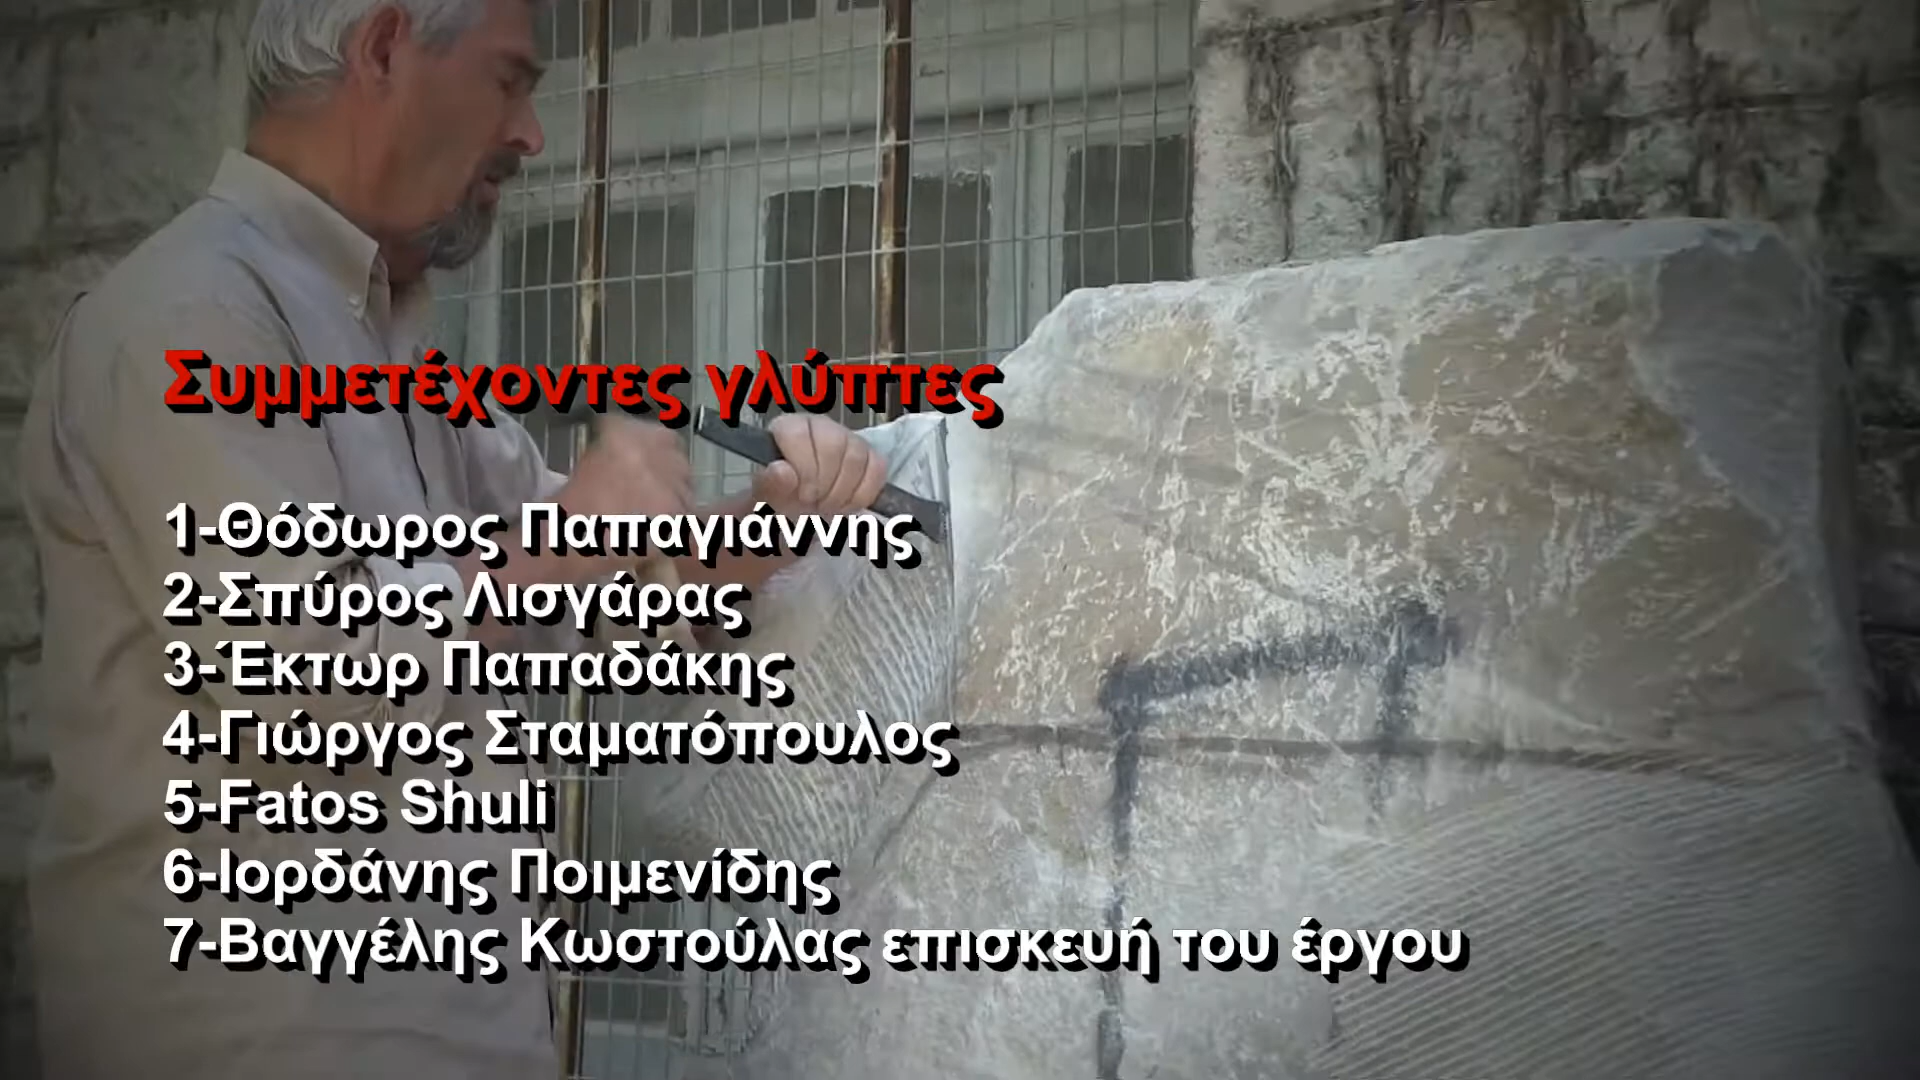 Συμμετέχοντες γλύπτες
1-Θόδωρος Παπαγιάννης
2-Σπύρος Λισγάρας
3-Έκτωρ Παπαδάκης
4-Γιώργος Σταματόπουλος
5-Fatos Shuli
6-Ιορδάνης Ποιμενίδης
7-Βαγγέλης Κωστούλας επισκευή του έργου